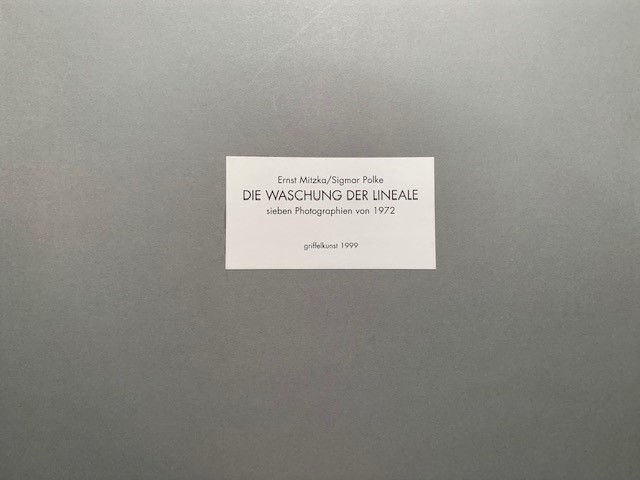 Ernst Mitzka/Sigmar Polke
DIE WASCHUNG DER LINEALE
sieben Photographien von 1972
griffelkunst 1999